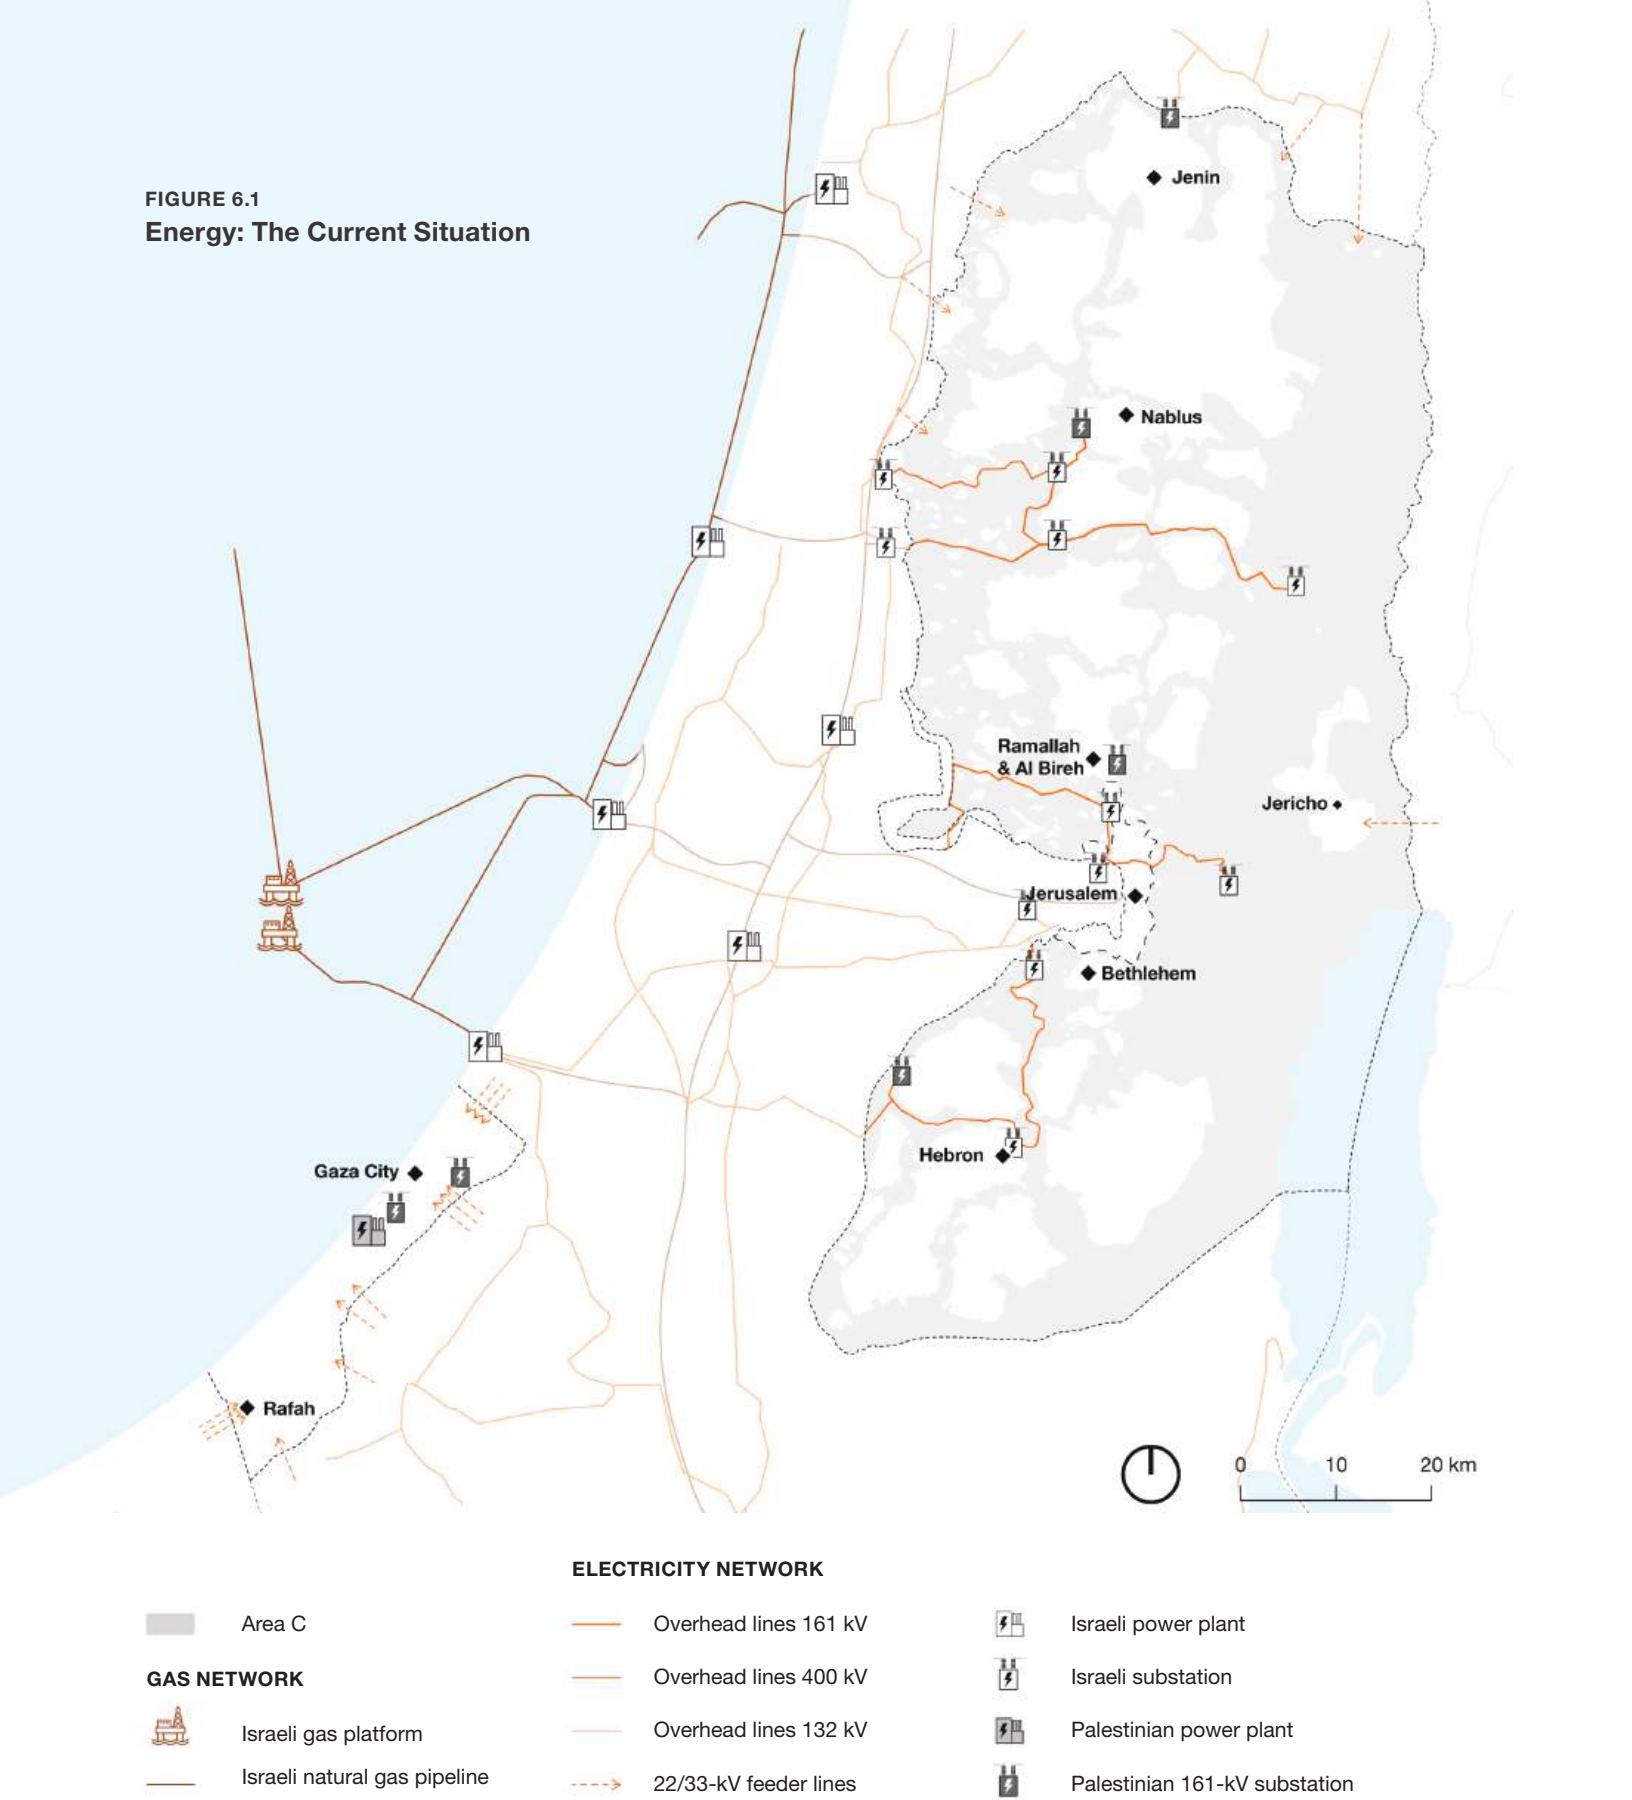 FIGURE 6.1
Energy: The Current Situation
Jenin
Nablus
Ramallah
& Al Bireh
Jericho
Jerusalem
Bethlehem
Hebron
Gaza City
Rafah
0 10 20 km
ELECTRICITY NETWORK
Area C
Overhead lines 161 kV
Israeli power plant
GAS NETWORK
Overhead lines 400 kV
Israeli substation
Israeli gas platform
Overhead lines 132 kV
Palestinian power plant
Israeli natural gas pipeline
22/33-kV feeder lines
Palestinian 161-kV substation